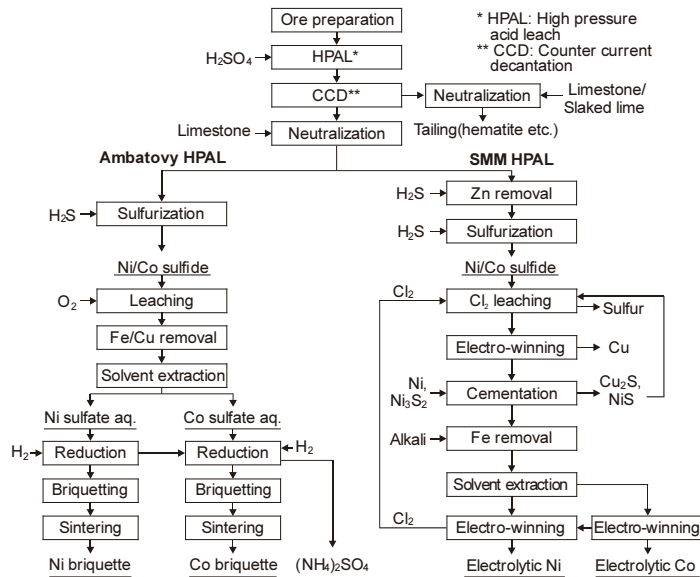 Ore preparation
* HPAL: High pressure
acid leach
** CCD: Counter current
decantation
H₂SO₄
HPAL*
CCD**
Neutralization
Limestone/
Slaked lime
Limestone
Neutralization
Tailing(hematite etc.)
Ambatovy HPAL
SMM HPAL
H₂S
Sulfurization
Ni/Co sulfide
O₂
Leaching
Fe/Cu removal
Solvent extraction
Ni sulfate aq.
Co sulfate aq.
H₂
Reduction
Reduction
H₂
Briquetting
Briquetting
Sintering
Sintering
Ni briquette
Co briquette
(NH₄)₂SO₄
H₂S
Zn removal
H₂S
Sulfurization
Ni/Co sulfide
Cl₂
Cl₂ leaching
Sulfur
Electro-winning
Cu
Ni,
Ni₃S₂
Cementation
Cu₂S,
NiS
Alkali
Fe removal
Solvent extraction
Cl₂
Electro-winning
Electro-winning
Electrolytic Ni
Electrolytic Co